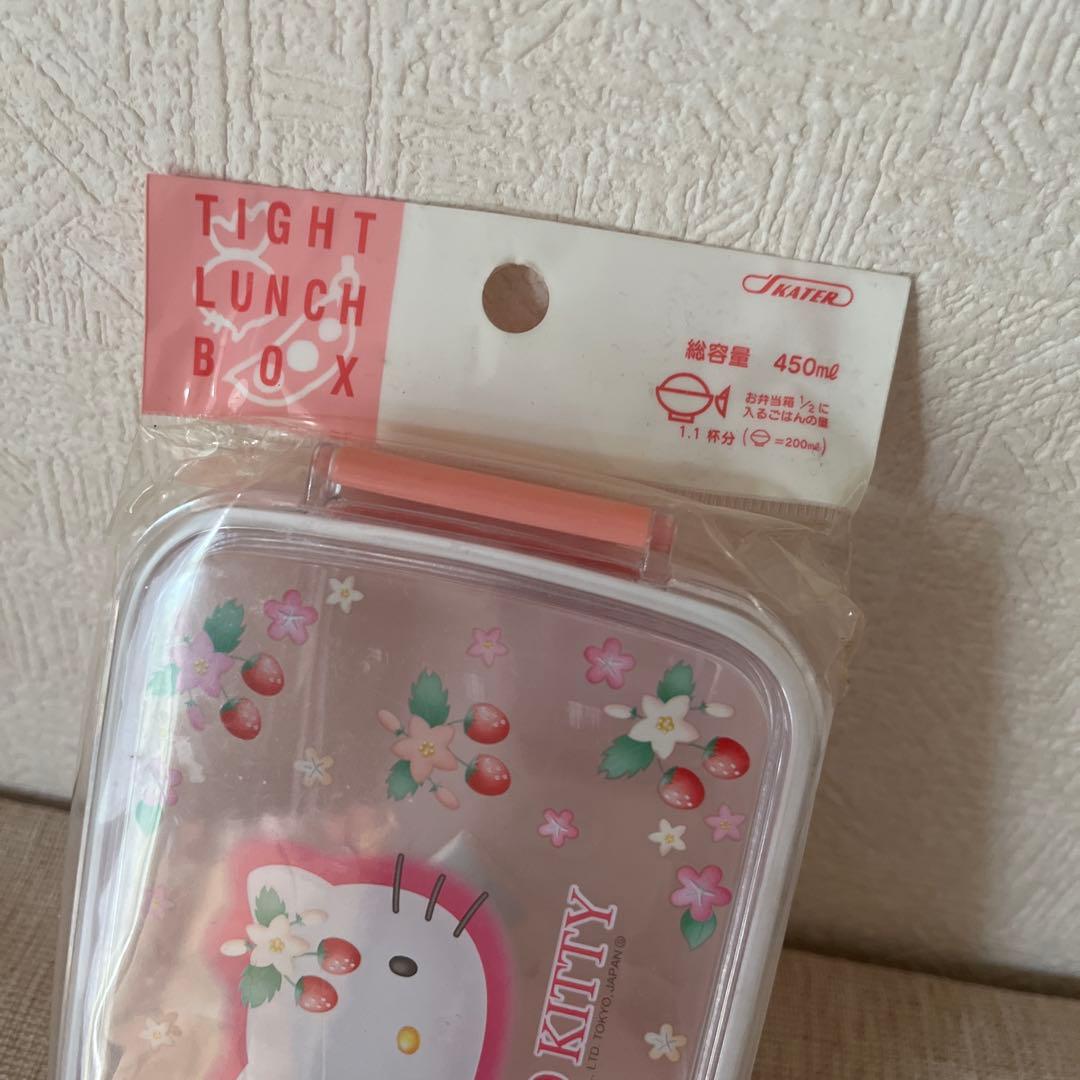 TIGHT
LUNCH
BOX
SKATER
総容量 450ml
お弁当箱 1/2に
入るごはんの量
1.1杯分 ( =200ml)
KITTY
LTD. TOKYO, JAPAN Ⓢ